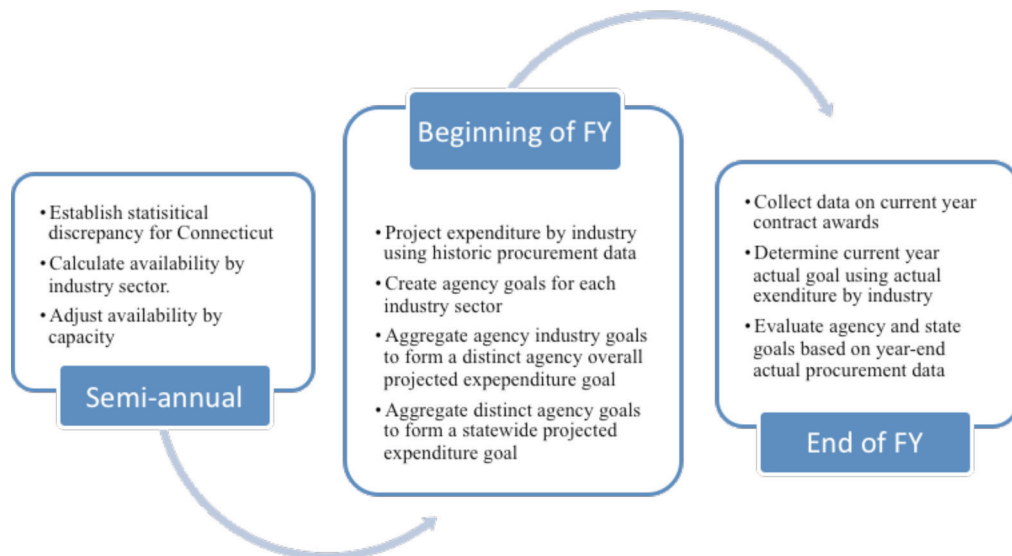 • Establish statisitical
discrepancy for Connecticut
• Calculate availability by
industry sector.
• Adjust availability by
capacity
Semi-annual
Beginning of FY
• Project expenditure by industry
using historic procurement data
• Create agency goals for each
industry sector
• Aggregate agency industry goals
to form a distinct agency overall
projected expependiture goal
• Aggregate distinct agency goals
to form a statewide projected
expenditure goal
• Collect data on current year
contract awards
• Determine current year
actual goal using actual
exenditure by industry
• Evaluate agency and state
goals based on year-end
actual procurement data
End of FY